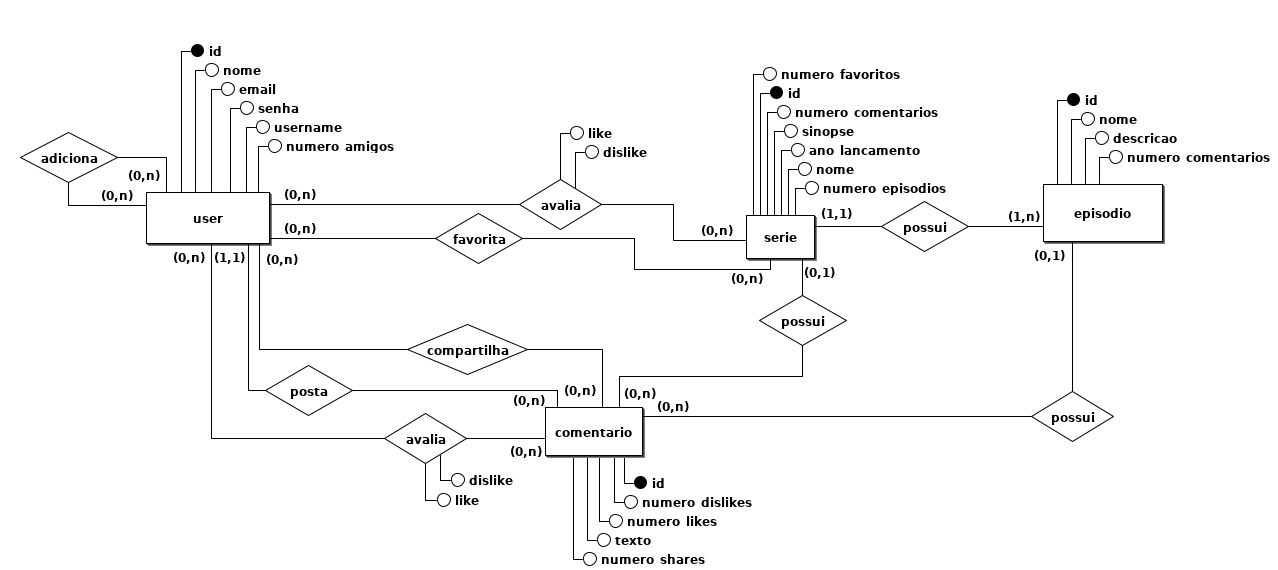 id
nome
email
senha
username
numero amigos
adiciona
(0,n)
(0,n)
user
(0,n)
(0,n)
(0,n)
(1,1)
(0,n)
like
dislike
avalia
favorita
numero favoritos
id
numero comentarios
sinopse
ano lancamento
nome
numero episodios
(0,n)
(0,n)
serie
(1,1)
(0,1)
possui
(1,n)
id
nome
descricao
numero comentarios
episodio
(0,1)
possui
compartilha
posta
(0,n)
(0,n)
(0,n)
(0,n)
possui
avalia
(0,n)
comentario
dislike
like
id
numero dislikes
numero likes
texto
numero shares